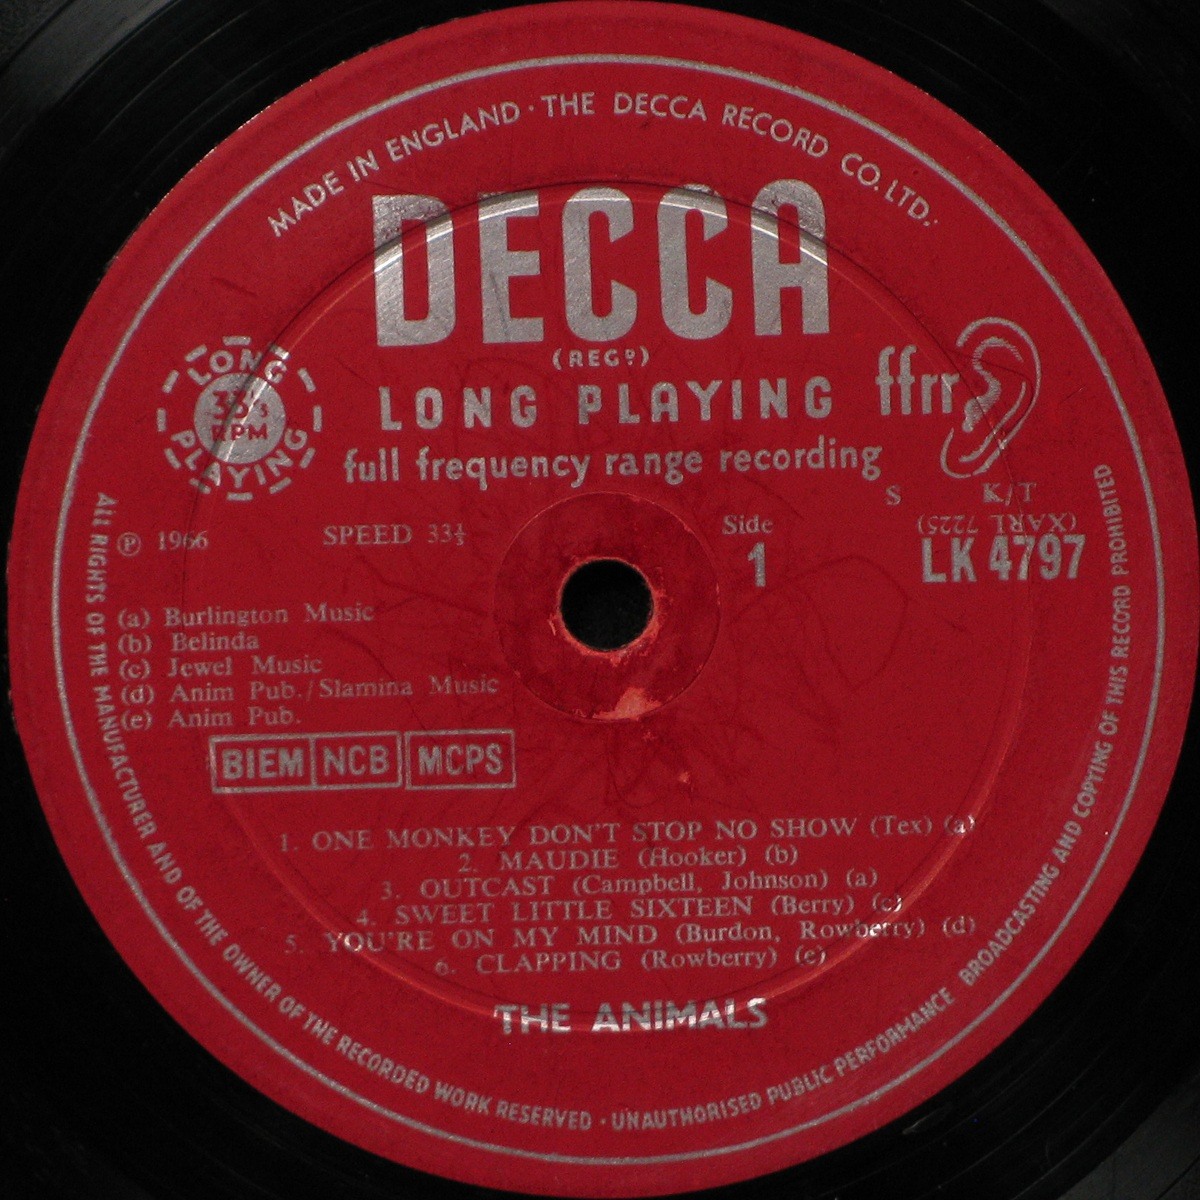 MADE IN ENGLAND · THE DECCA RECORD CO. LTD.
DECCA
(REGD)
LONG PLAYING
full frequency range recording
ffrr
LONG
33⅓
RPM
PLAYING
S K/T
(XARL 7225)
LK 4797
℗ 1966
SPEED 33⅓
Side
1
(a) Burlington Music
(b) Belinda
(c) Jewel Music
(d) Anim Pub./Slamina Music
(e) Anim Pub.
BIEM NCB MCPS
1. ONE MONKEY DON'T STOP NO SHOW (Tex) (a)
2. MAUDIE (Hooker) (b)
3. OUTCAST (Campbell, Johnson) (a)
4. SWEET LITTLE SIXTEEN (Berry) (c)
5. YOU'RE ON MY MIND (Burdon, Rowberry) (d)
6. CLAPPING (Rowberry) (e)
THE ANIMALS
ALL RIGHTS OF THE MANUFACTURER AND OF THE OWNER OF THE RECORDED WORK RESERVED · UNAUTHORISED PUBLIC PERFORMANCE BROADCASTING AND COPYING OF THIS RECORD PROHIBITED